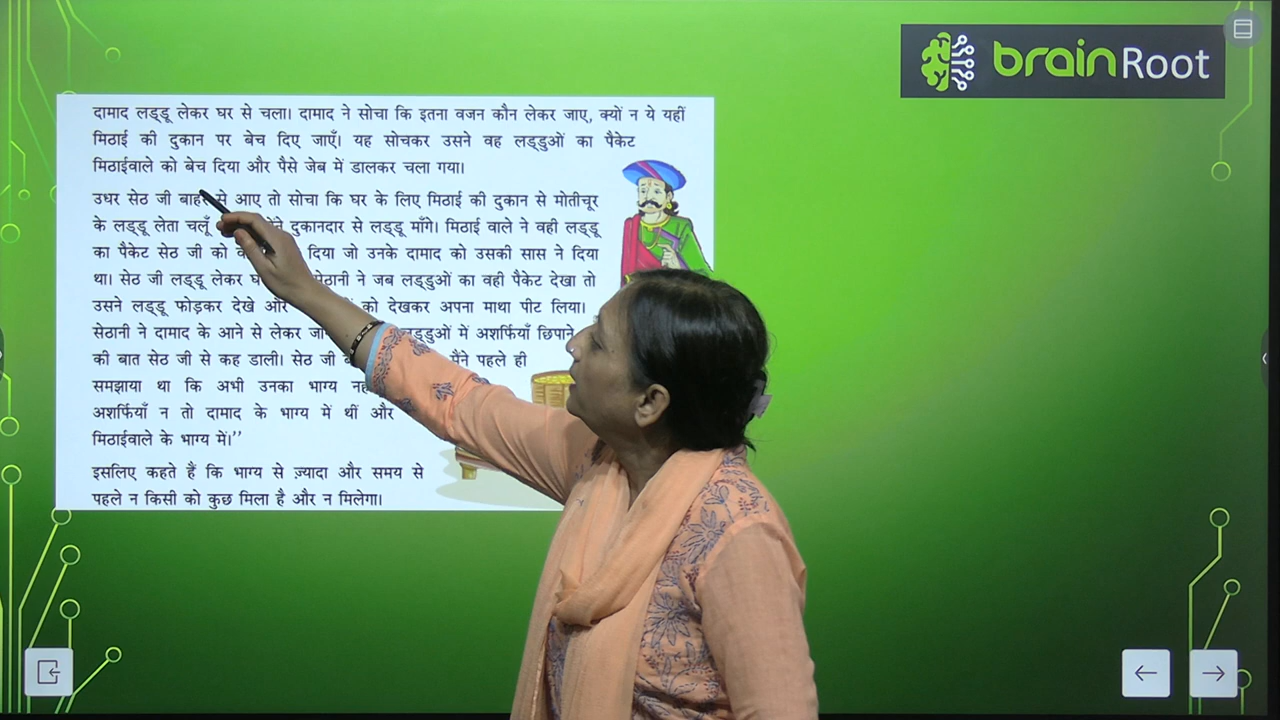 brainRoot
दामाद लड्डू लेकर घर से चला। दामाद ने सोचा कि इतना वजन कौन लेकर जाए, क्यों न ये यहीं
मिठाई की दुकान पर बेच दिए जाएँ। यह सोचकर उसने वह लड्डुओं का पैकेट
मिठाईवाले को बेच दिया और पैसे जेब में डालकर चला गया।
उधर सेठ जी बाहर से आए तो सोचा कि घर के लिए मिठाई की दुकान से मोतीचूर
के लड्डू लेता चलूँ दुकानदार से लड्डू माँगे। मिठाई वाले ने वही लड्डू
का पैकेट सेठ जी को दिया जो उनके दामाद को उसकी सास ने दिया
था। सेठ जी लड्डू लेकर सेठानी ने जब लड्डुओं का वही पैकेट देखा तो
उसने लड्डू फोड़कर देखे और को देखकर अपना माथा पीट लिया।
सेठानी ने दामाद के आने से लेकर लड्डुओं में अशर्फियाँ छिपाने
की बात सेठ जी से कह डाली। सेठ जी मैंने पहले ही
समझाया था कि अभी उनका भाग्य
अशर्फियाँ न तो दामाद के भाग्य में थीं और
मिठाईवाले के भाग्य में।’’
इसलिए कहते हैं कि भाग्य से ज़्यादा और समय से
पहले न किसी को कुछ मिला है और न मिलेगा।